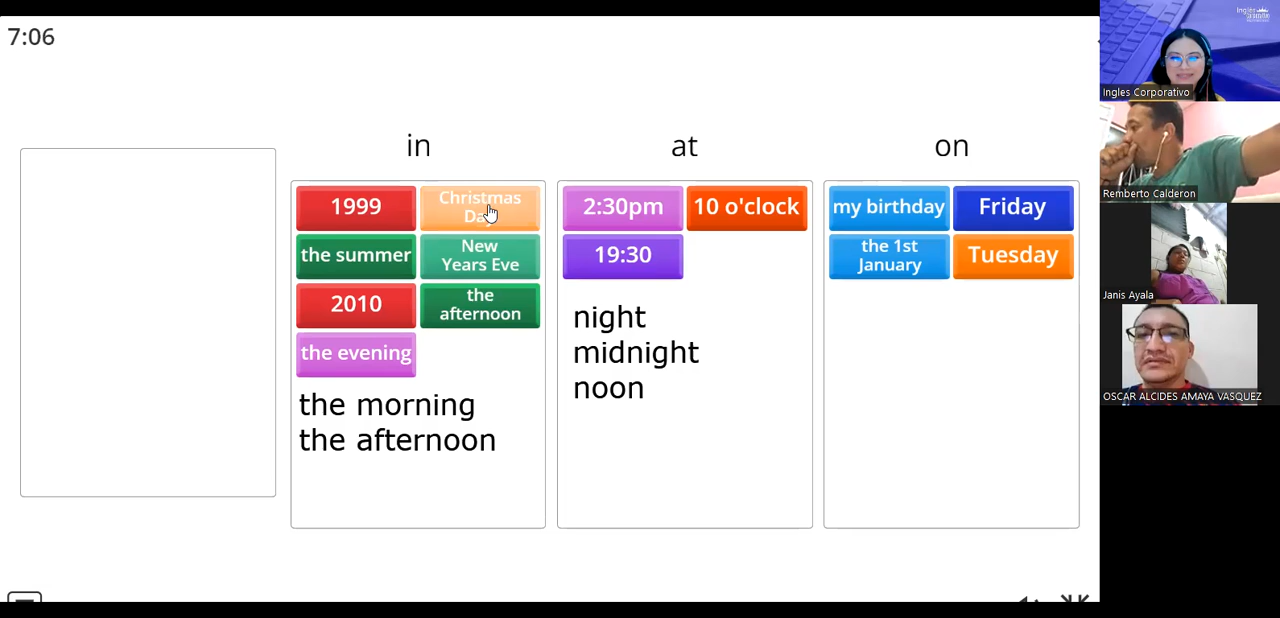 7:06
in
at
on
1999
Christmas
Day
the summer
New
Years Eve
2010
the
afternoon
the evening
the morning
the afternoon
2:30pm
10 o'clock
19:30
night
midnight
noon
my birthday
Friday
the 1st
January
Tuesday
Ingles Corporativo
Remberto Calderon
Janis Ayala
OSCAR ALCIDES AMAYA VASQUEZ